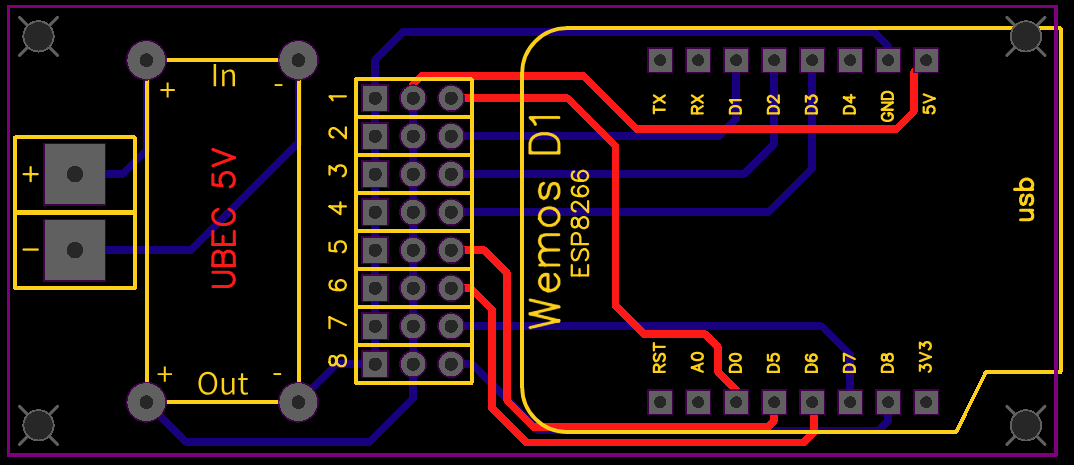 In
+ -
+
−
UBEC 5V
+ -
Out
1
2
3
4
5
6
7
8
Wemos D1
ESP8266
TX RX D1 D2 D3 D4 GND 5V
usb
RST A0 D0 D5 D6 D7 D8 3V3